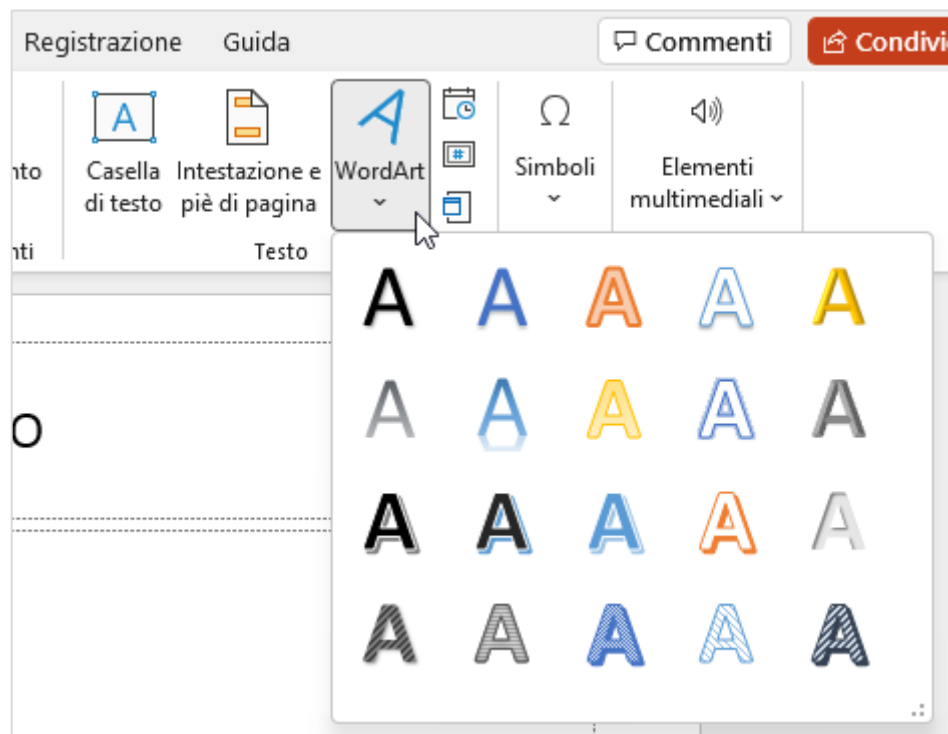 Registrazione Guida Commenti Condivi
nto Casella Intestazione e WordArt Simboli Elementi
di testo piè di pagina multimediali
nti Testo
A A A A A
o A A A A A
A A A A A
A A A A A